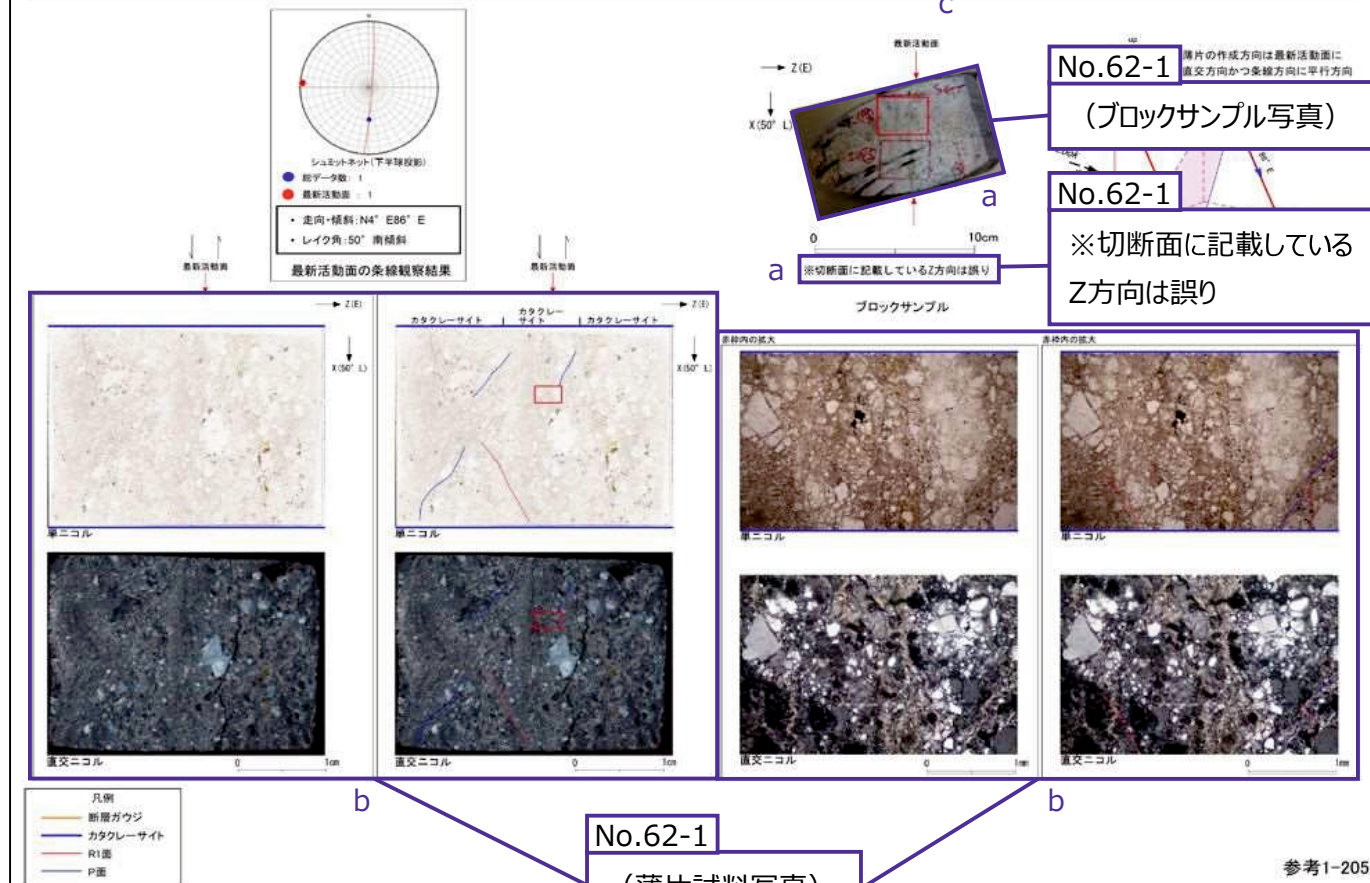 c
N
シュミットネット(下半球投影)
総データ数: 1
最新活動面 : 1
・ 走向・傾斜:N4°E86°E
・ レイク角:50°南傾斜
最新活動面の条線観察結果
最新活動面
Z(E)
X(50°L)
a
0 10cm
a
※切断面に記載しているZ方向は誤り
ブロックサンプル
薄片の作成方向は最新活動面に
直交方向かつ条線方向に平行方向
No.62-1
(ブロックサンプル写真)
No.62-1
※切断面に記載している
Z方向は誤り
最新活動面
Z(E)
単ニコル
直交ニコル
0 1cm
最新活動面
Z(E)
カタクレーサイト
カタクレー
サイト
カタクレーサイト
X(50°L)
単ニコル
X(50°L)
直交ニコル
0 1cm
赤枠内の拡大
単ニコル
直交ニコル
0 1mm
赤枠内の拡大
単ニコル
直交ニコル
0 1mm
b
b
凡例
断層ガウジ
カタクレーサイト
R1面
P面
No.62-1
(薄片試料写真)
参考1-205